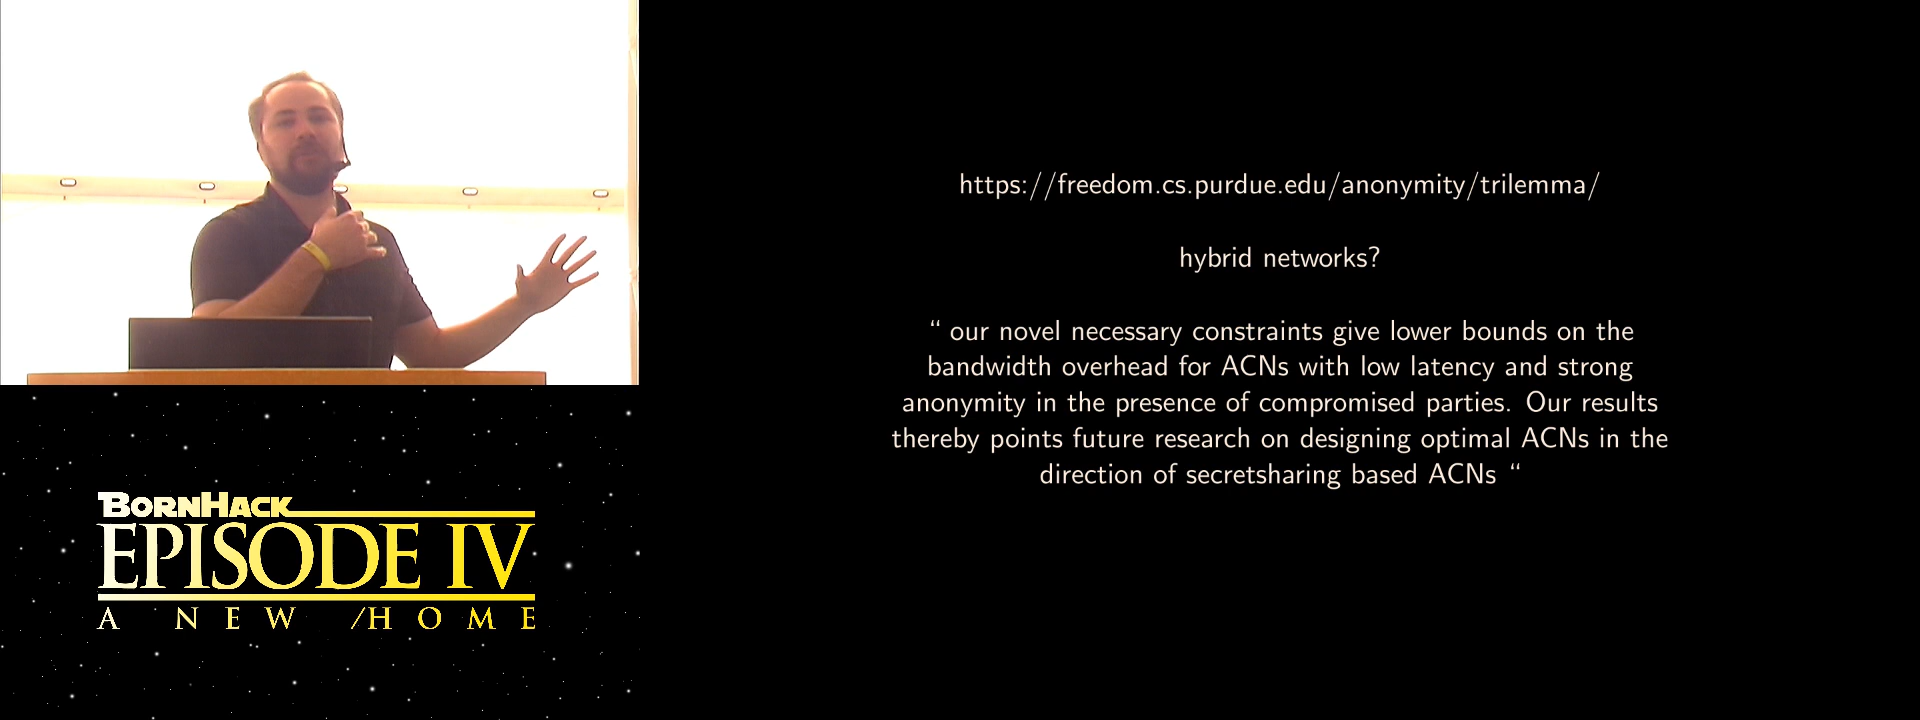 https://freedom.cs.purdue.edu/anonymity/trilemma/
hybrid networks?
“ our novel necessary constraints give lower bounds on the
bandwidth overhead for ACNs with low latency and strong
anonymity in the presence of compromised parties. Our results
thereby points future research on designing optimal ACNs in the
direction of secretsharing based ACNs “
BORNHACK
EPISODE IV
A NEW /HOME